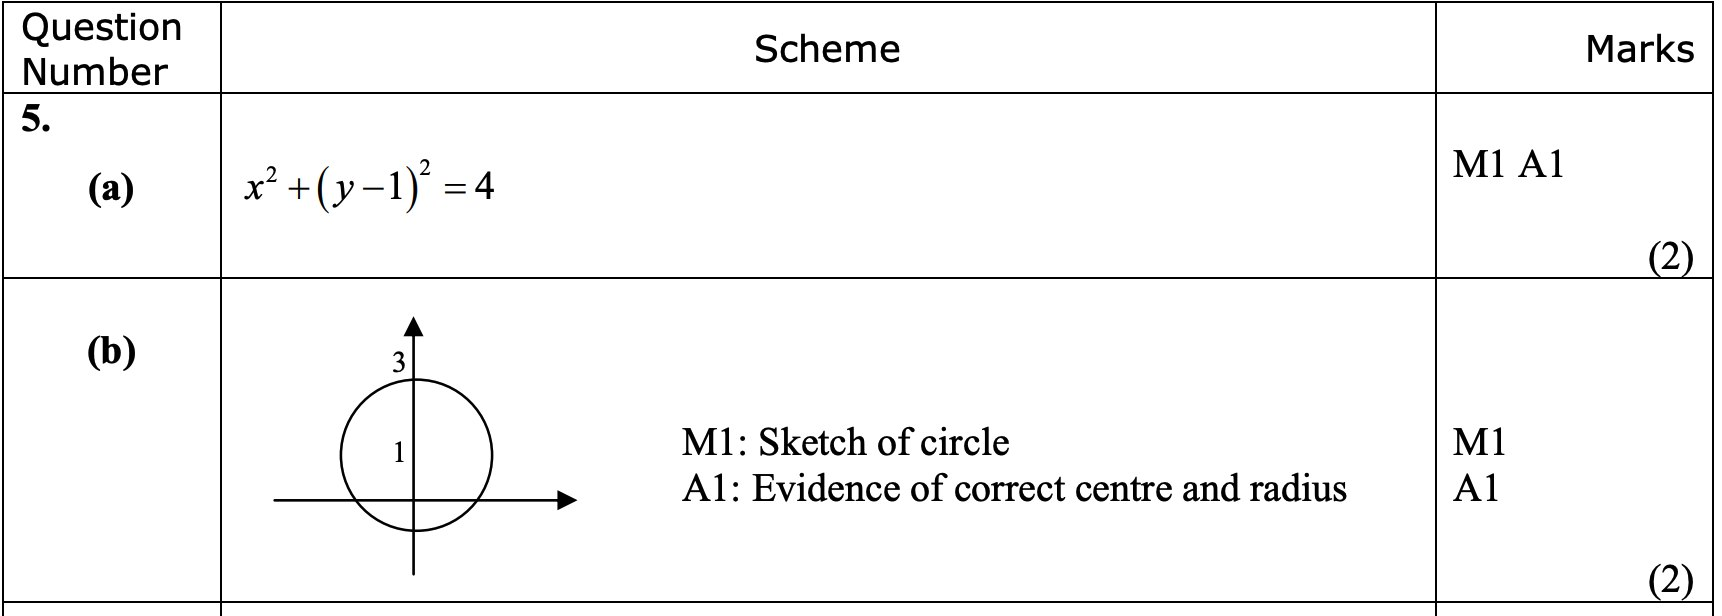 Question
Number
Scheme
Marks
5.
(a)
x² + (y − 1)² = 4
M1 A1
(2)
(b)
3
1
M1: Sketch of circle
A1: Evidence of correct centre and radius
M1
A1
(2)